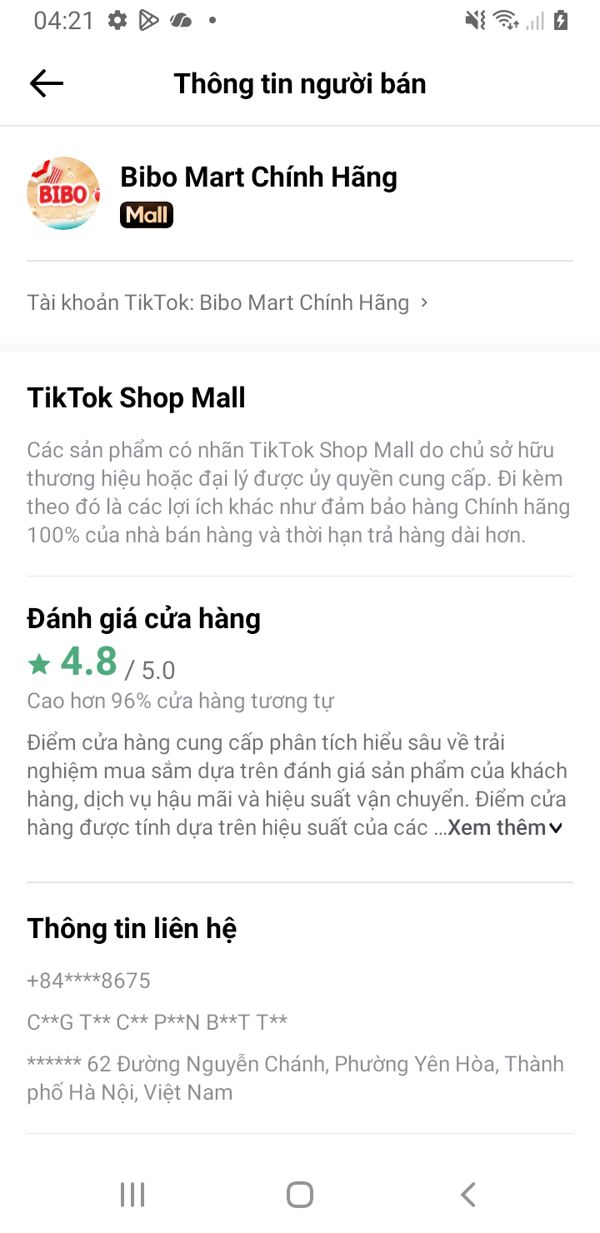 04:21
Thông tin người bán
BIBO
Bibo Mart Chính Hãng
Mall
Tài khoản TikTok: Bibo Mart Chính Hãng >
TikTok Shop Mall
Các sản phẩm có nhãn TikTok Shop Mall do chủ sở hữu
thương hiệu hoặc đại lý được ủy quyền cung cấp. Đi kèm
theo đó là các lợi ích khác như đảm bảo hàng Chính hãng
100% của nhà bán hàng và thời hạn trả hàng dài hơn.
Đánh giá cửa hàng
★ 4.8 / 5.0
Cao hơn 96% cửa hàng tương tự
Điểm cửa hàng cung cấp phân tích hiểu sâu về trải
nghiệm mua sắm dựa trên đánh giá sản phẩm của khách
hàng, dịch vụ hậu mãi và hiệu suất vận chuyển. Điểm cửa
hàng được tính dựa trên hiệu suất của các ...Xem thêm
Thông tin liên hệ
+84****8675
C**G T** C** P**N B**T T**
****** 62 Đường Nguyễn Chánh, Phường Yên Hòa, Thành
phố Hà Nội, Việt Nam